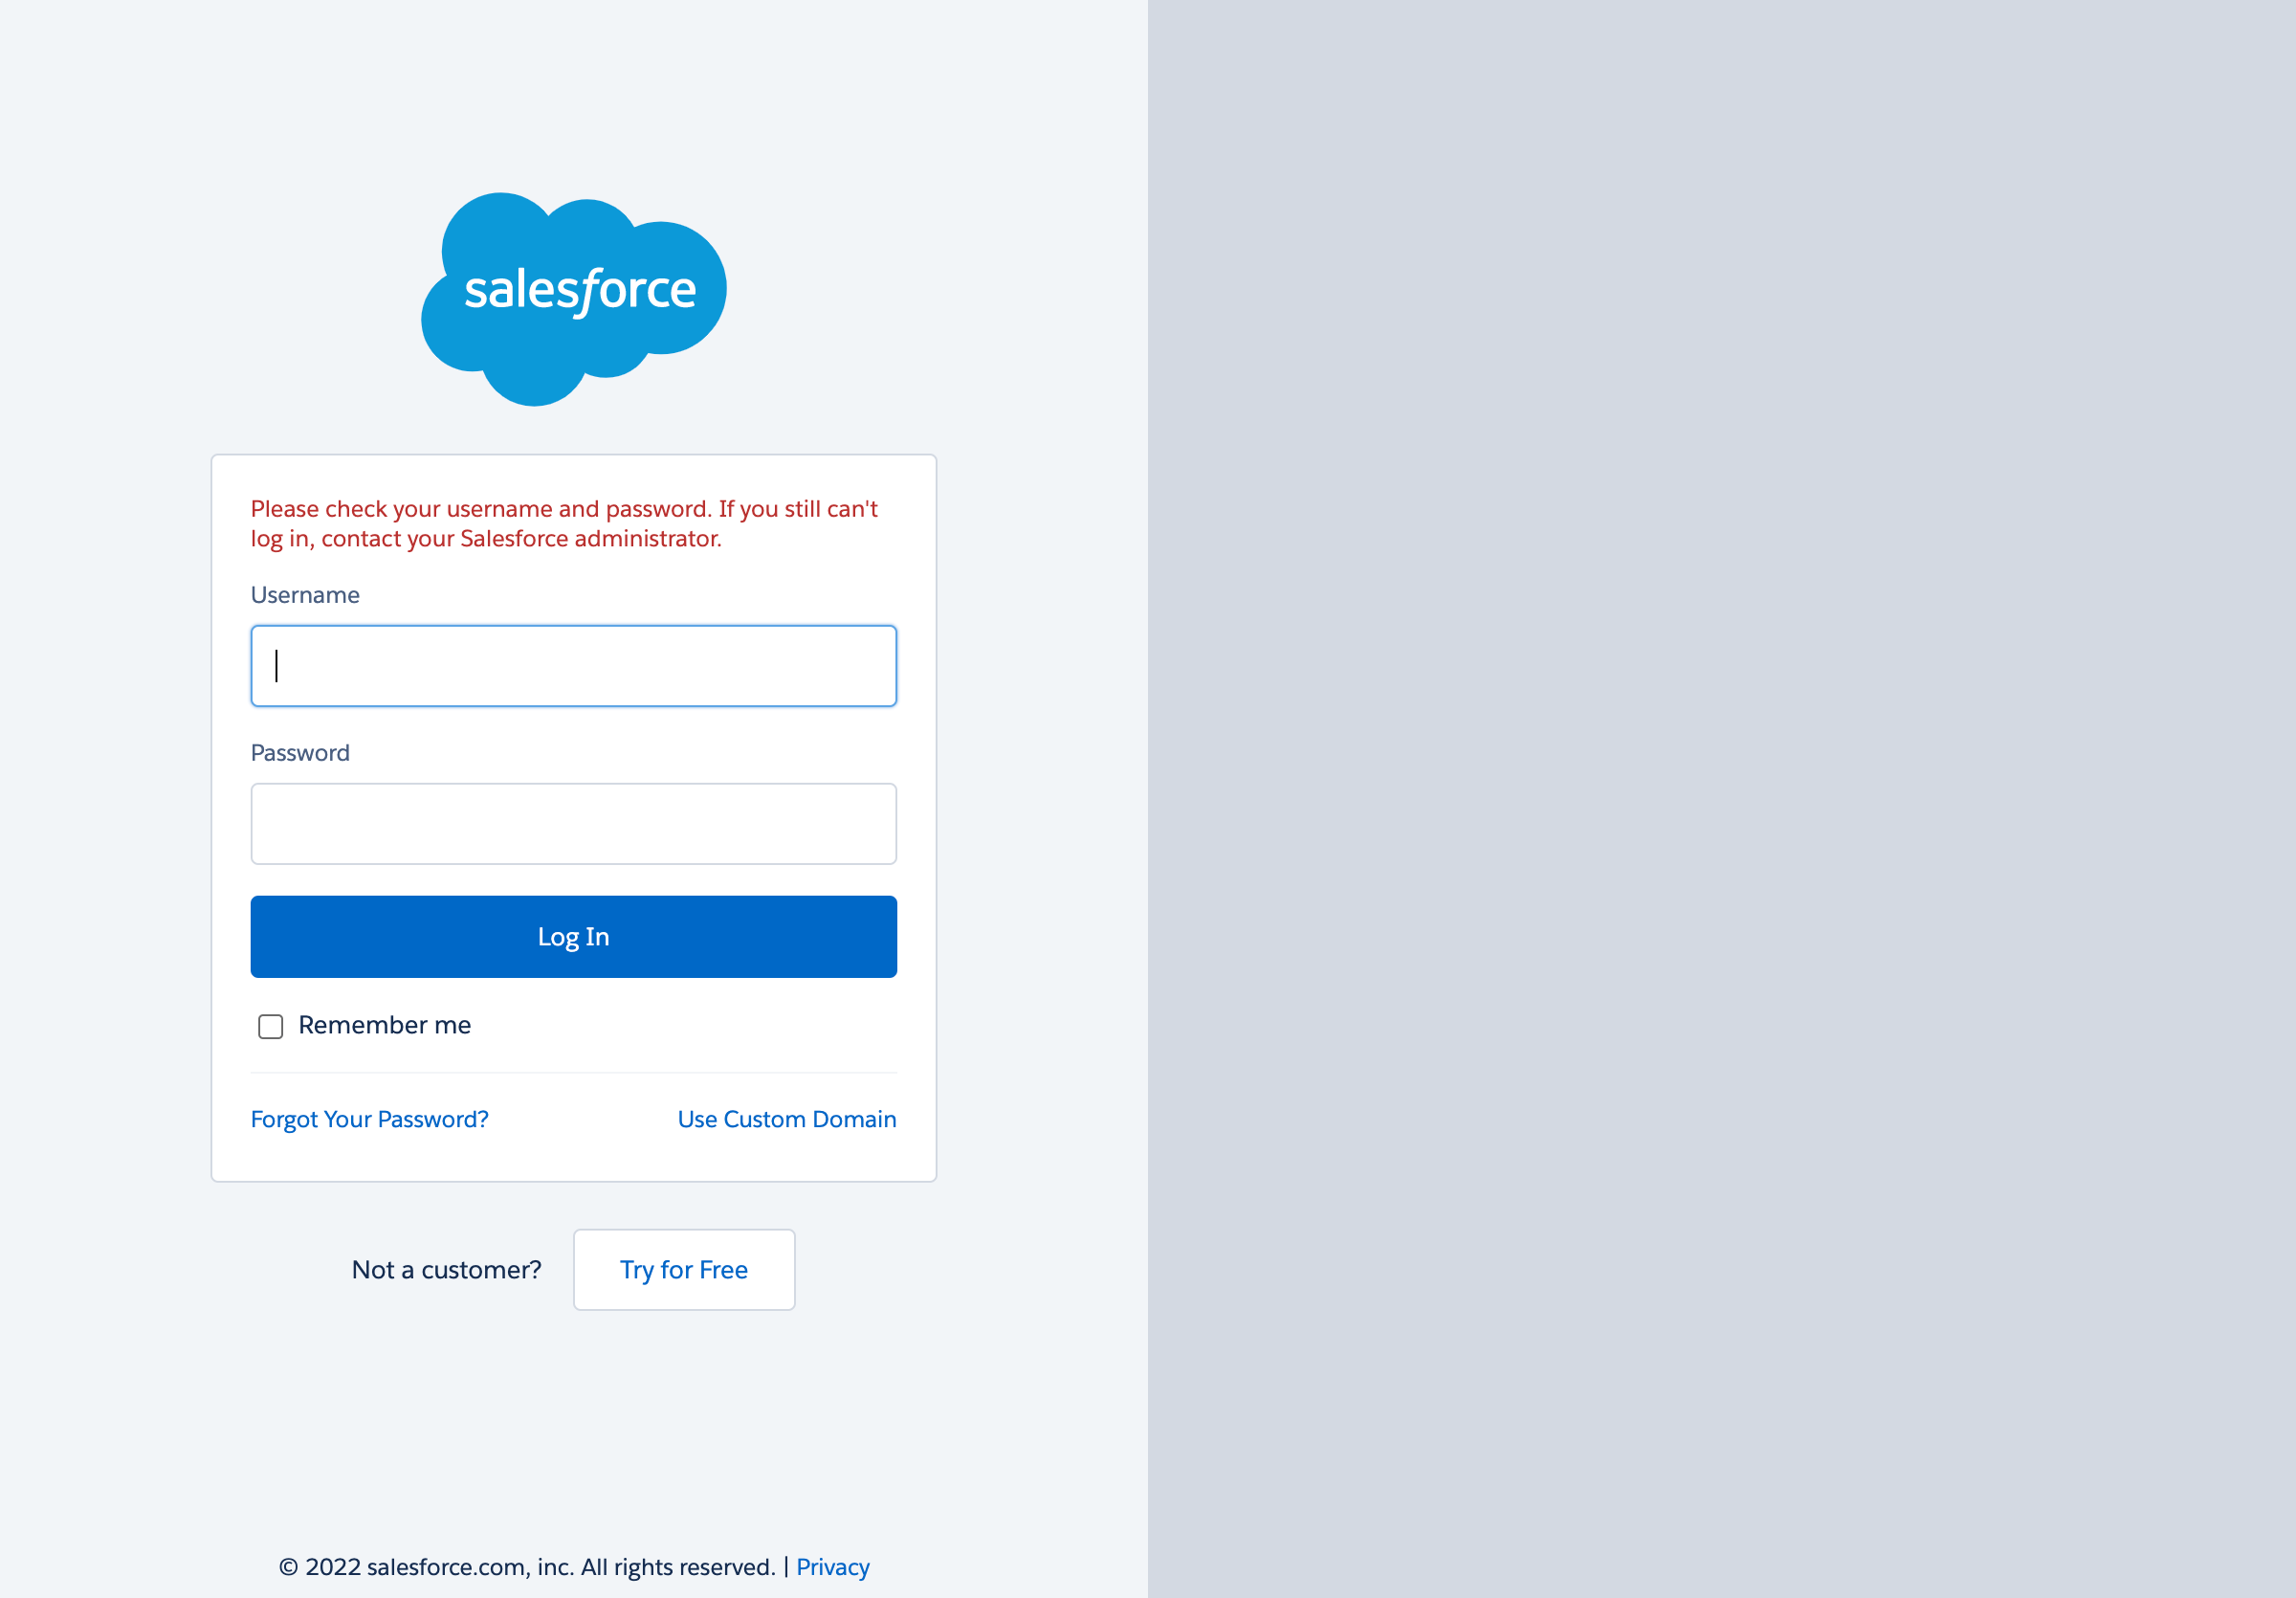 salesforce
Please check your username and password. If you still can't
log in, contact your Salesforce administrator.
Username
Password
Log In
Remember me
Forgot Your Password?
Use Custom Domain
Not a customer?
Try for Free
© 2022 salesforce.com, inc. All rights reserved. | Privacy